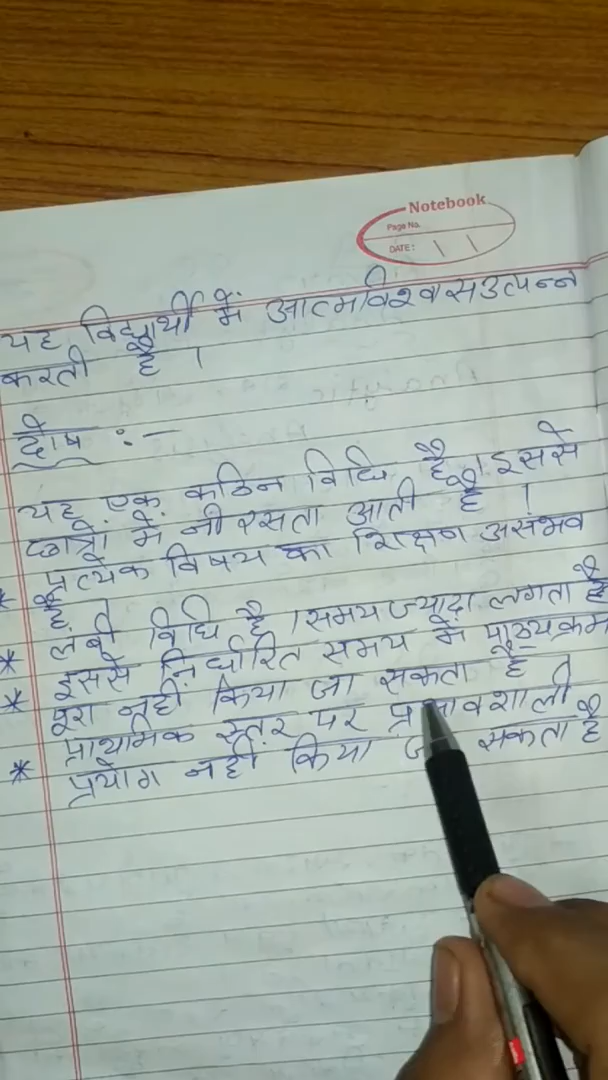 Notebook
Page No.
DATE:
यह विद्यार्थी में आत्मविश्वास उत्पन्न
करती है ।
दोष :-
यह एक कठिन विधि है। इससे
छात्रों में नीरसता आती है ।
* प्रत्येक विषय का शिक्षण असंभव
है ।
* लंबी विधि है । समय ज्यादा लगता है
* इससे निर्धारित समय में पाठ्यक्रम
पूरा नहीं किया जा सकता है ।
* प्राथमिक स्तर पर प्रभावशाली
प्रयोग नहीं किया सकता है